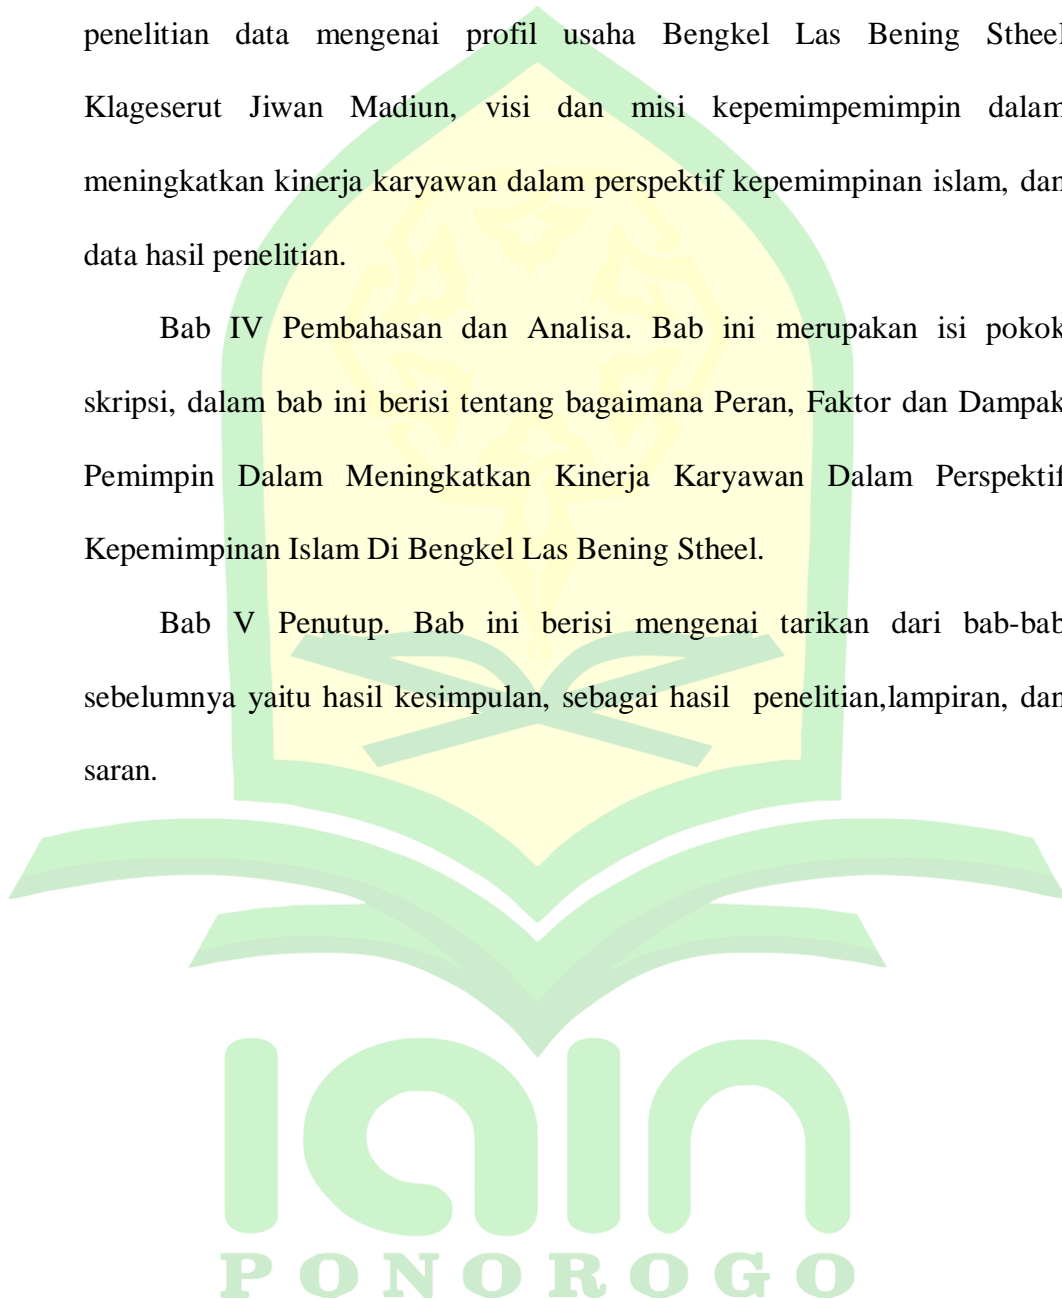 penelitian data mengenai profil usaha Bengkel Las Bening Stheel
Klageserut Jiwan Madiun, visi dan misi kepemimpemimpin dalam
meningkatkan kinerja karyawan dalam perspektif kepemimpinan islam, dan
data hasil penelitian.
Bab IV Pembahasan dan Analisa. Bab ini merupakan isi pokok
skripsi, dalam bab ini berisi tentang bagaimana Peran, Faktor dan Dampak
Pemimpin Dalam Meningkatkan Kinerja Karyawan Dalam Perspektif
Kepemimpinan Islam Di Bengkel Las Bening Stheel.
Bab V Penutup. Bab ini berisi mengenai tarikan dari bab-bab
sebelumnya yaitu hasil kesimpulan, sebagai hasil penelitian,lampiran, dan
saran.
iain
PONOROGO